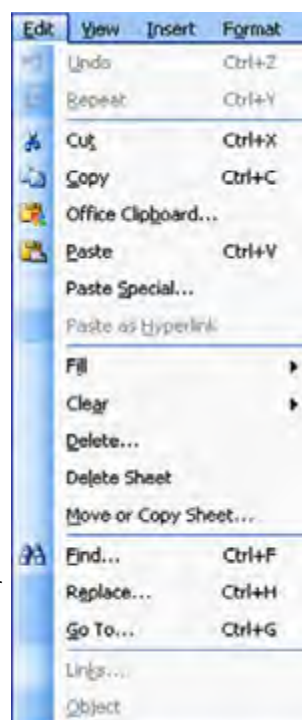 Edit View Insert Format
Undo Ctrl+Z
Repeat Ctrl+Y
Cut Ctrl+X
Copy Ctrl+C
Office Clipboard...
Paste Ctrl+V
Paste Special...
Paste as Hyperlink
Fill
Clear
Delete...
Delete Sheet
Move or Copy Sheet...
Find... Ctrl+F
Replace... Ctrl+H
Go To... Ctrl+G
Links...
Object